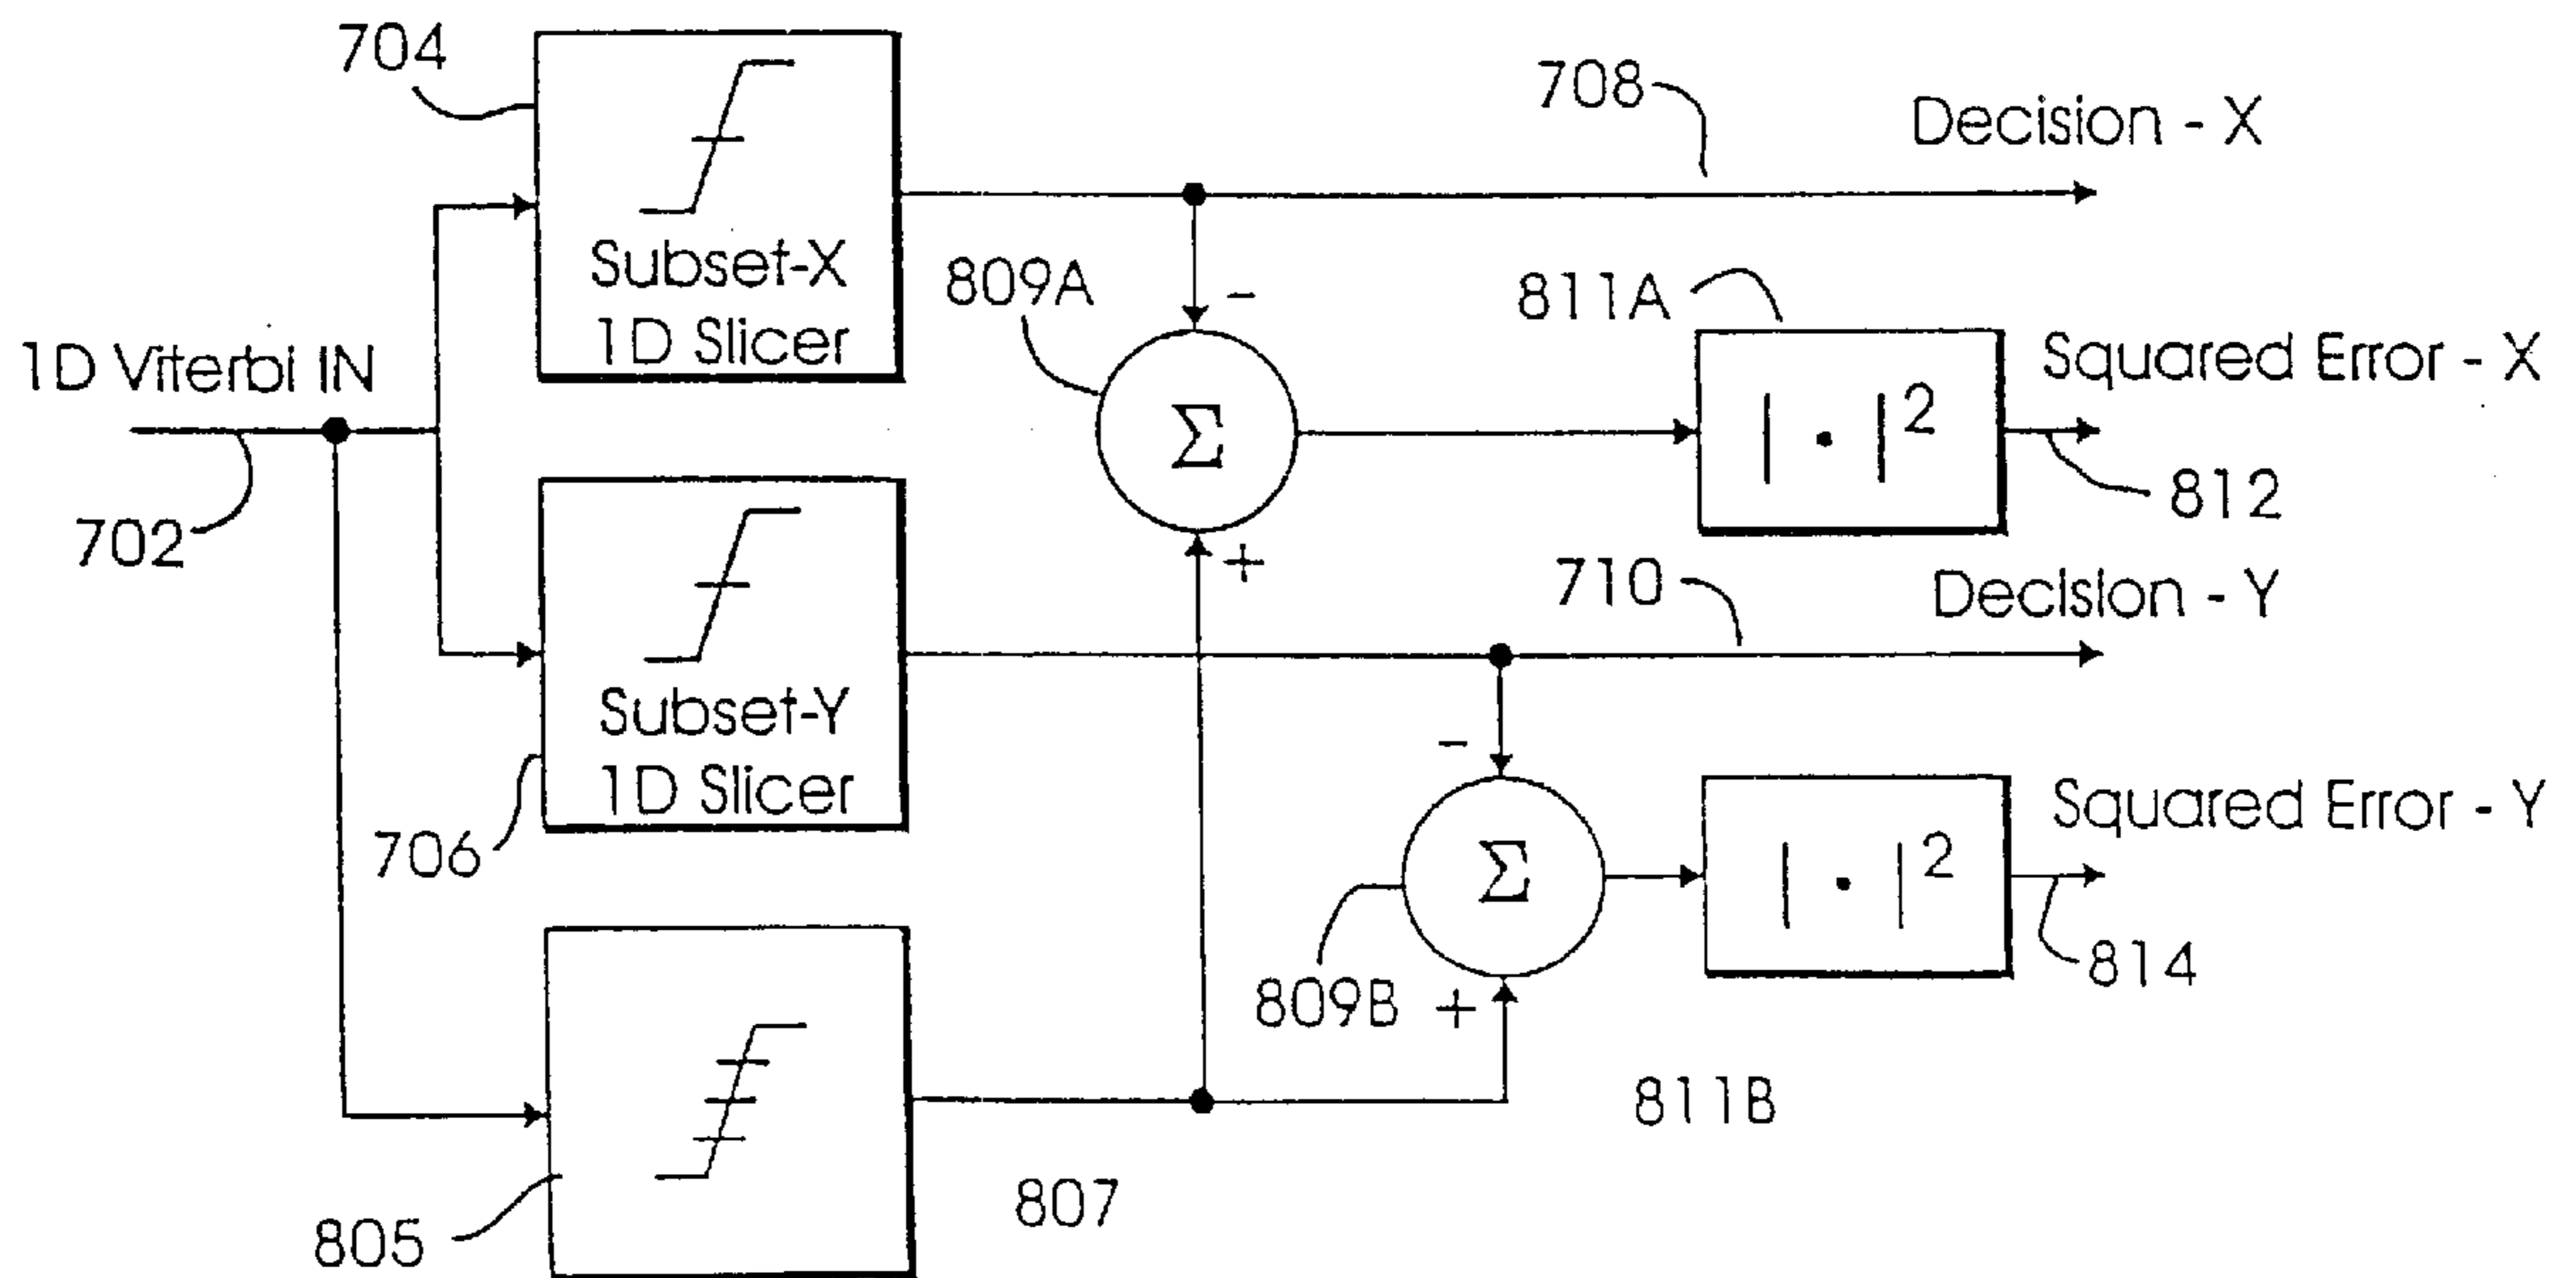 704
708
Decision - X
Subset-X
1D Slicer
809A
-
811A
Squared Error - X
1D Viterbi IN
702
Σ
| • |2
812
+
710
Decision - Y
Subset-Y
1D Slicer
706
-
Σ
| • |2
Squared Error - Y
809B
+
814
811B
807
805